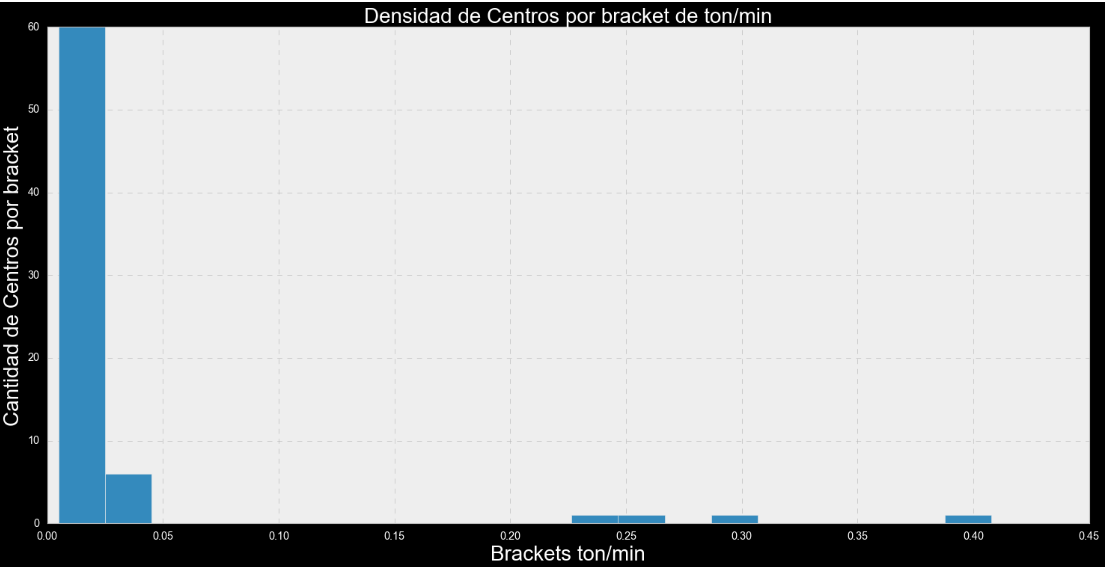 Densidad de Centros por bracket de ton/min
Cantidad de Centros por bracket
60
50
40
30
20
10
0
0.00 0.05 0.10 0.15 0.20 0.25 0.30 0.35 0.40 0.45
Brackets ton/min